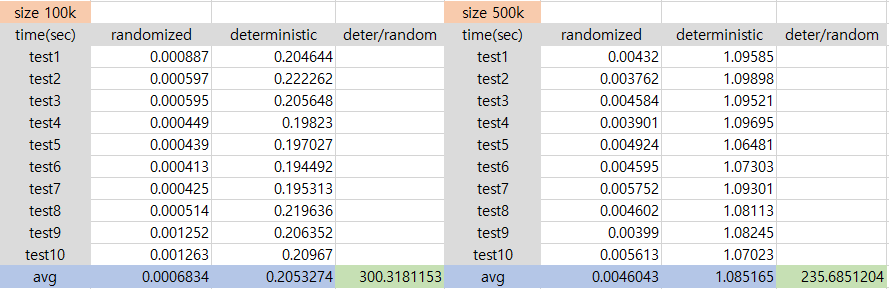 size 100k size 500k
time(sec) randomized deterministic deter/random time(sec) randomized deterministic deter/random
test1 0.000887 0.204644 test1 0.00432 1.09585
test2 0.000597 0.222262 test2 0.003762 1.09898
test3 0.000595 0.205648 test3 0.004584 1.09521
test4 0.000449 0.19823 test4 0.003901 1.09695
test5 0.000439 0.197027 test5 0.004924 1.06481
test6 0.000413 0.194492 test6 0.004595 1.07303
test7 0.000425 0.195313 test7 0.005752 1.09301
test8 0.000514 0.219636 test8 0.004602 1.08113
test9 0.001252 0.206352 test9 0.00399 1.08245
test10 0.001263 0.20967 test10 0.005613 1.07023
avg 0.0006834 0.2053274 300.3181153 avg 0.0046043 1.085165 235.6851204